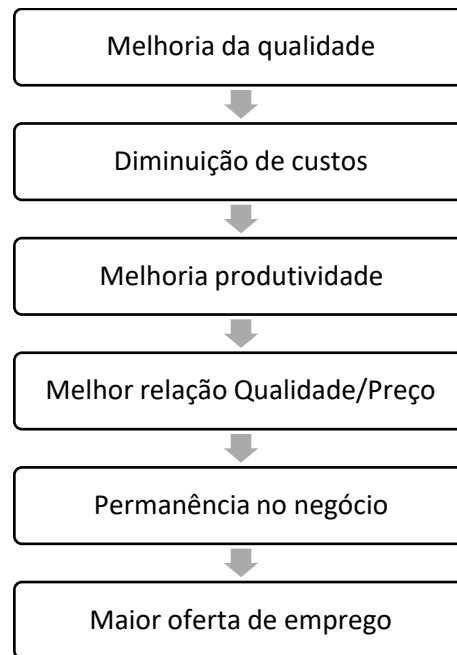 Melhoria da qualidade
Diminuição de custos
Melhoria produtividade
Melhor relação Qualidade/Preço
Permanência no negócio
Maior oferta de emprego